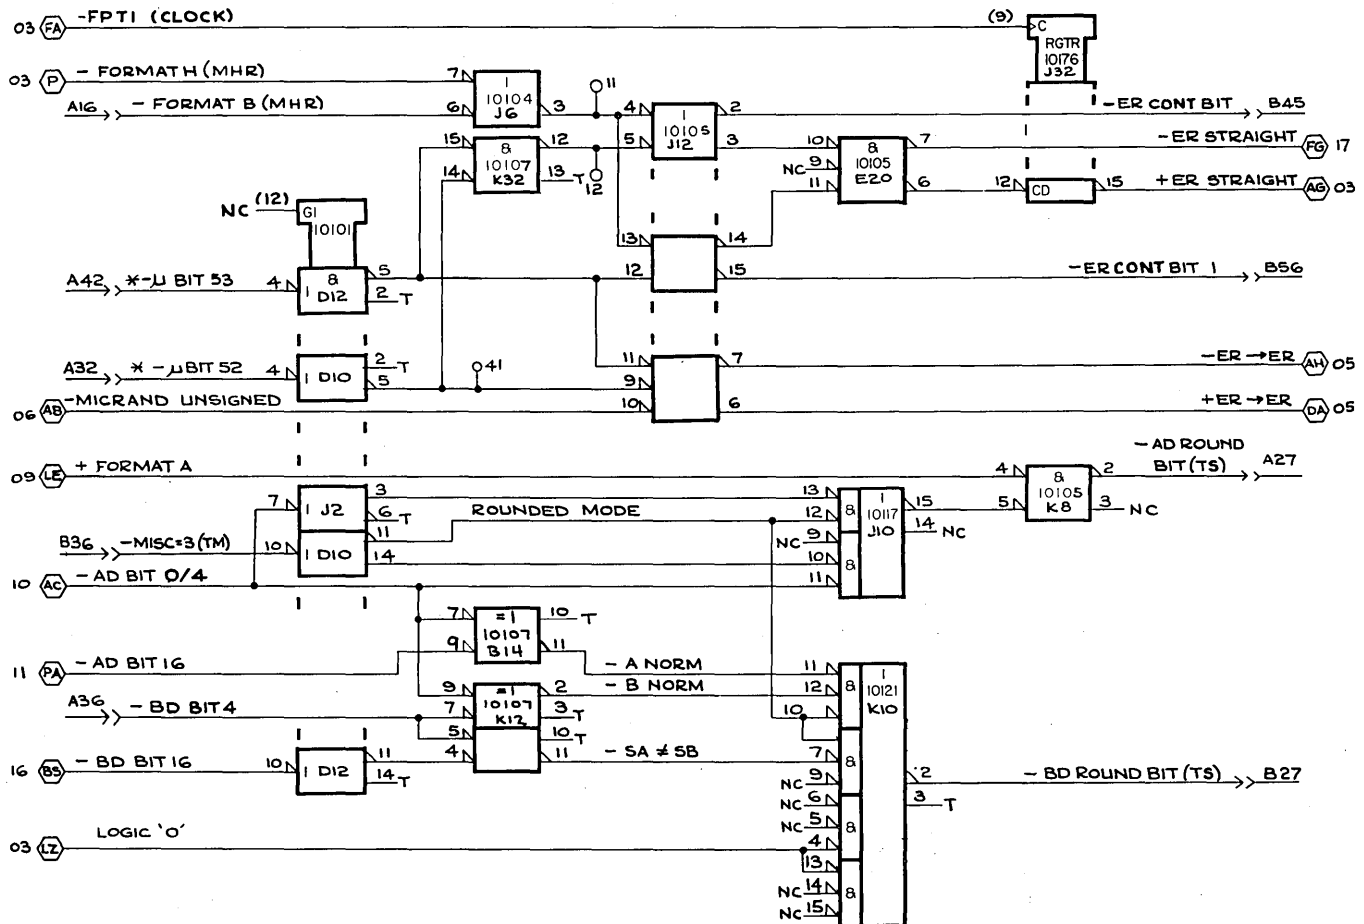 03 FA -FPT1 (CLOCK) (9) C
RGTR
10176
J32
03 P - FORMAT H (MHR) 7
A16 - FORMAT B (MHR) 6
1
10104
J6
3 11
4 1 2 -ER CONT BIT B45
10105
5 J12 3
15 & 12
10107
14 K32 13 T
12
10 & 7 -ER STRAIGHT FG 17
NC 9 10105
11 E20 6
12 CD 15 +ER STRAIGHT AG 03
NC (12) G1
10101
13 14
12 15 -ER CONT BIT 1 B56
A42 *-μ BIT 53 4 & 5
1 D12 2 T
A32 * -μBIT 52 4 1 D10 2 T
5 41
11 7 -ER → ER AH 05
9
06 AB -MICRAND UNSIGNED 10 6 +ER → ER DA 05
09 LE + FORMAT A 4 & 2 - AD ROUND
BIT (TS) A27
10105
5 K8 3 NC
7 1 J2 3
6 T
ROUNDED MODE
13 1 15
12 & 10117
J10 14 NC
NC 9
10 &
11
B36 -MISC=3(TM) 10 1 D10 11
14
10 AC - AD BIT 0/4
7 =1 10 T
10107
9 B14 11
11 PA - AD BIT 16
- A NORM 11
- B NORM 12
10
& 1
10121
K10
A36 - BD BIT 4
9 =1 2
7 10107
K12 3 T
5 10 T
4 11 - SA ≠ SB 7
16 BS - BD BIT 16 10 1 D12 11
14 T
&
NC 9
NC 6
NC 5
4
&
2 - BD ROUND BIT (TS) B27
3 T
03 LZ LOGIC '0'
13
NC 14 &
NC 15